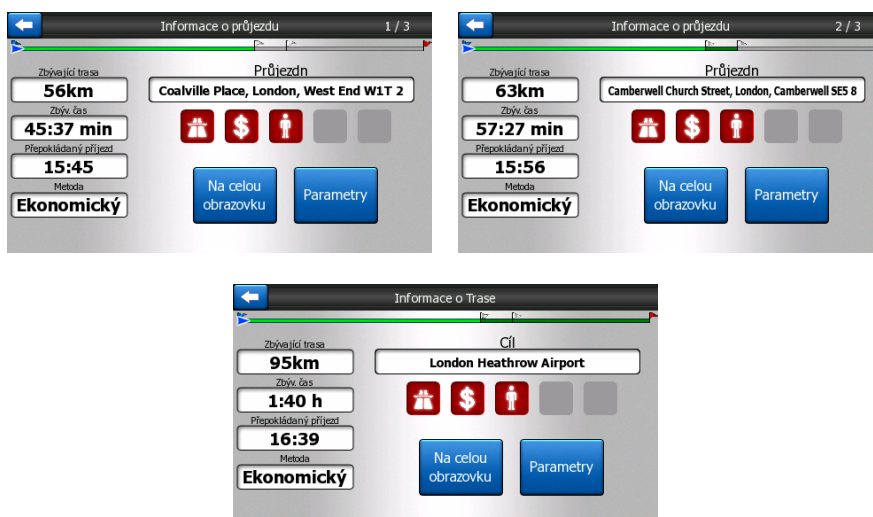 Informace o průjezdu
1 / 3
Zbývající trasa
56km
Zbýv. čas
45:37 min
Přepokládaný příjezd
15:45
Metoda
Ekonomický
Průjezdn
Coalville Place, London, West End W1T 2
$
Na celou
obrazovku
Parametry
Informace o průjezdu
2 / 3
Zbývající trasa
63km
Zbýv. čas
57:27 min
Přepokládaný příjezd
15:56
Metoda
Ekonomický
Průjezdn
Camberwell Church Street, London, Camberwell SE5 8
$
Na celou
obrazovku
Parametry
Informace o Trase
Zbývající trasa
95km
Zbýv. čas
1:40 h
Přepokládaný příjezd
16:39
Metoda
Ekonomický
Cíl
London Heathrow Airport
$
Na celou
obrazovku
Parametry